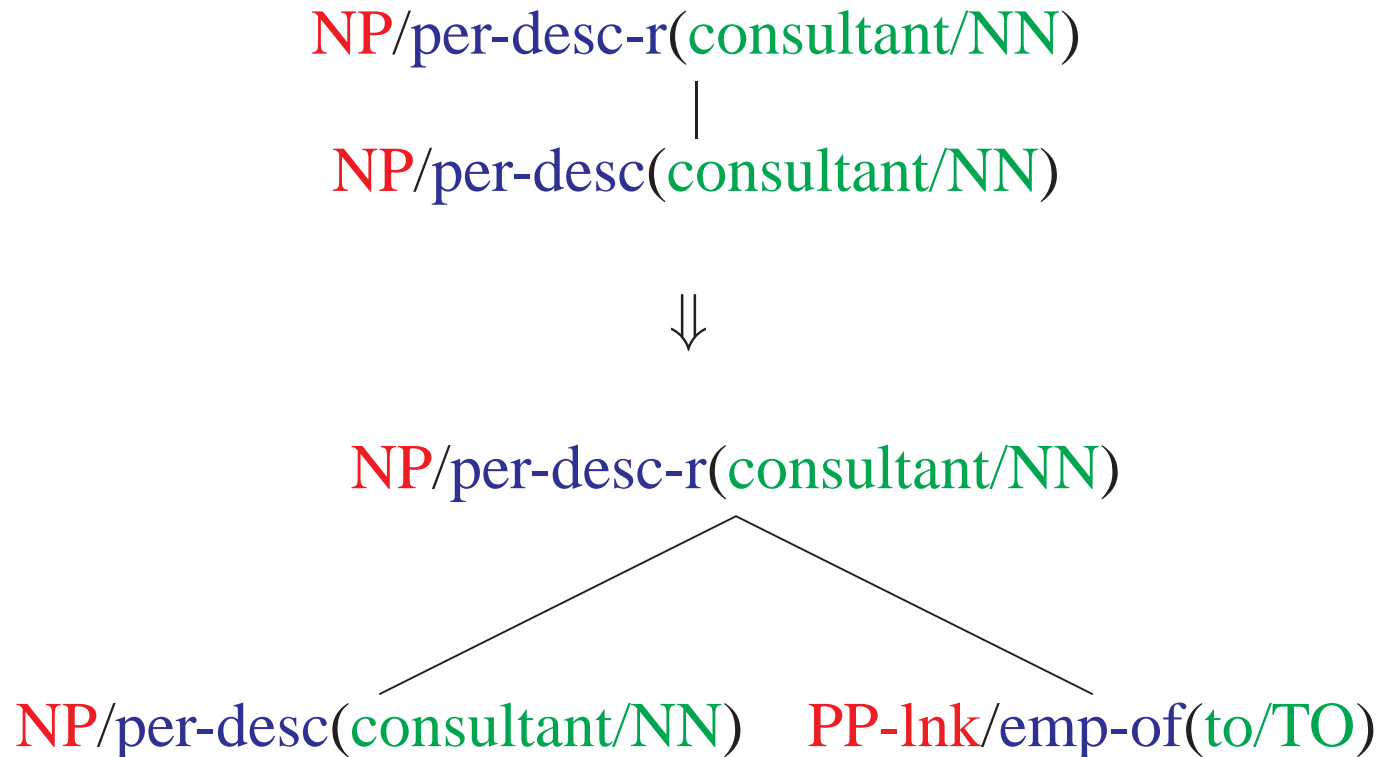 NP/per-desc-r(consultant/NN)
NP/per-desc(consultant/NN)
⇓
NP/per-desc-r(consultant/NN)
NP/per-desc(consultant/NN) PP-lnk/emp-of(to/TO)